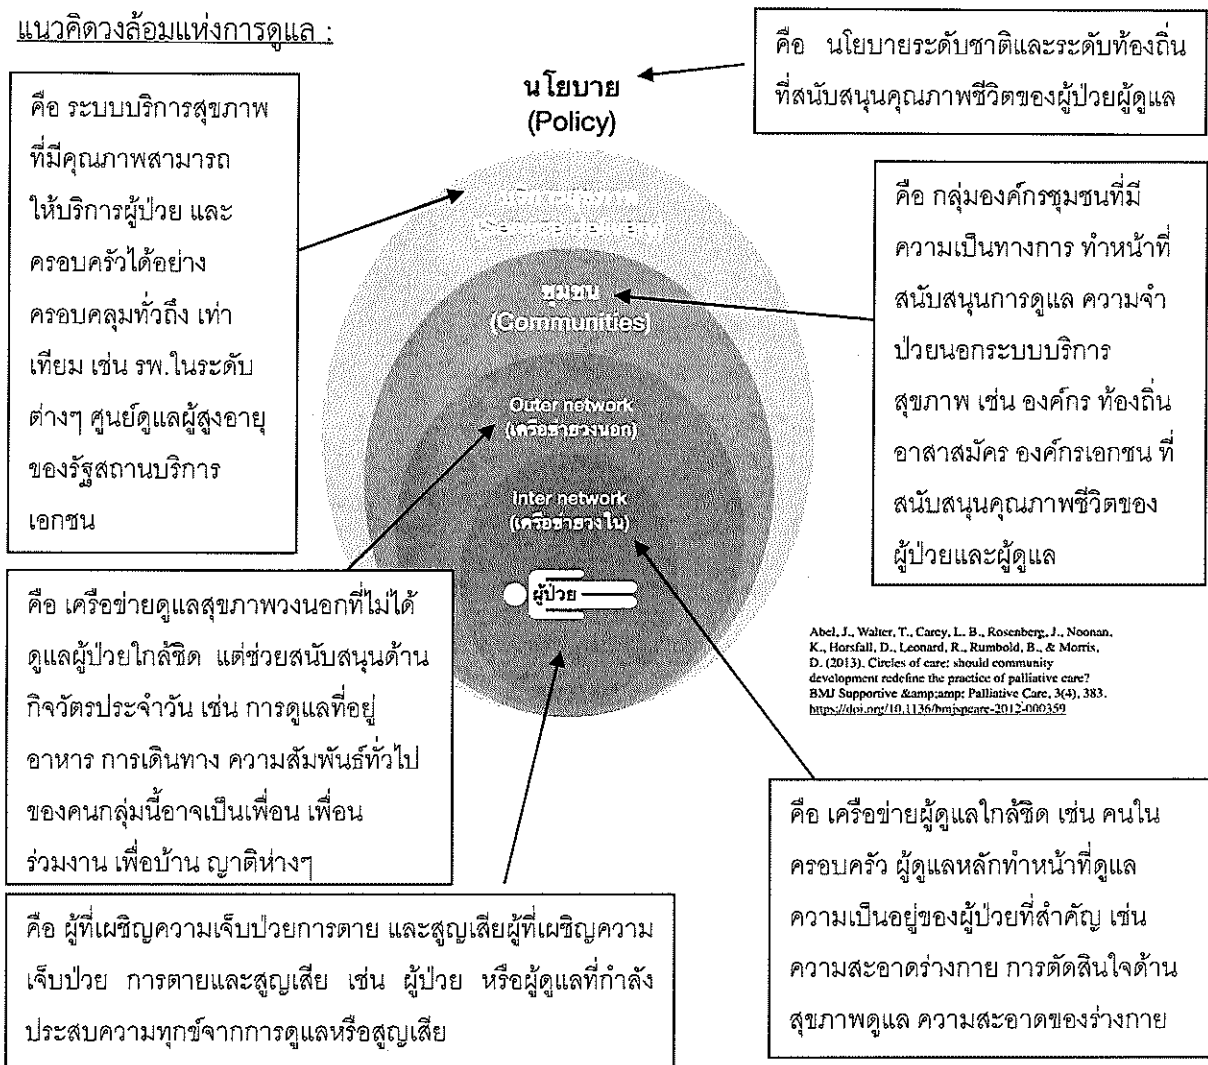 แนวคิดวงล้อมแห่งการดูแล :
คือ นโยบายระดับชาติและระดับท้องถิ่น
ที่สนับสนุนคุณภาพชีวิตของผู้ป่วยผู้ดูแล
นโยบาย
(Policy)
คือ ระบบบริการสุขภาพ
ที่มีคุณภาพสามารถ
ให้บริการผู้ป่วย และ
ครอบครัวได้อย่าง
ครอบคลุมทั่วถึง เท่า
เทียม เช่น รพ.ในระดับ
ต่างๆ ศูนย์ดูแลผู้สูงอายุ
ของรัฐสถานบริการ
เอกชน
Service delivery
คือ กลุ่มองค์กรชุมชนที่มี
ความเป็นทางการ ทำหน้าที่
สนับสนุนการดูแล ความจำ
ป่วยนอกระบบบริการ
สุขภาพ เช่น องค์กร ท้องถิ่น
อาสาสมัคร องค์กรเอกชน ที่
สนับสนุนคุณภาพชีวิตของ
ผู้ป่วยและผู้ดูแล
ชุมชน
(Communities)
Outer network
(เครือข่ายวงนอก)
Inter network
(เครือข่ายวงใน)
ผู้ป่วย
คือ เครือข่ายดูแลสุขภาพวงนอกที่ไม่ได้
ดูแลผู้ป่วยใกล้ชิด แต่ช่วยสนับสนุนด้าน
กิจวัตรประจำวัน เช่น การดูแลที่อยู่
อาหาร การเดินทาง ความสัมพันธ์ทั่วไป
ของคนกลุ่มนี้อาจเป็นเพื่อน เพื่อน
ร่วมงาน เพื่อบ้าน ญาติห่างๆ
Abel, J., Walter, T., Carey, L. B., Rosenberg, J., Noonan,
K., Horsfall, D., Leonard, R., Rumbold, B., & Morris,
D. (2013). Circles of care: should community
development redefine the practice of palliative care?
BMJ Supportive &amp;amp; Palliative Care, 3(4), 383.
https://doi.org/10.1136/bmjspcare-2012-000359
คือ เครือข่ายผู้ดูแลใกล้ชิด เช่น คนใน
ครอบครัว ผู้ดูแลหลักทำหน้าที่ดูแล
ความเป็นอยู่ของผู้ป่วยที่สำคัญ เช่น
ความสะอาดร่างกาย การตัดสินใจด้าน
สุขภาพดูแล ความสะอาดของร่างกาย
คือ ผู้ที่เผชิญความเจ็บป่วยการตาย และสูญเสียผู้ที่เผชิญความ
เจ็บป่วย การตายและสูญเสีย เช่น ผู้ป่วย หรือผู้ดูแลที่กำลัง
ประสบความทุกข์จากการดูแลหรือสูญเสีย